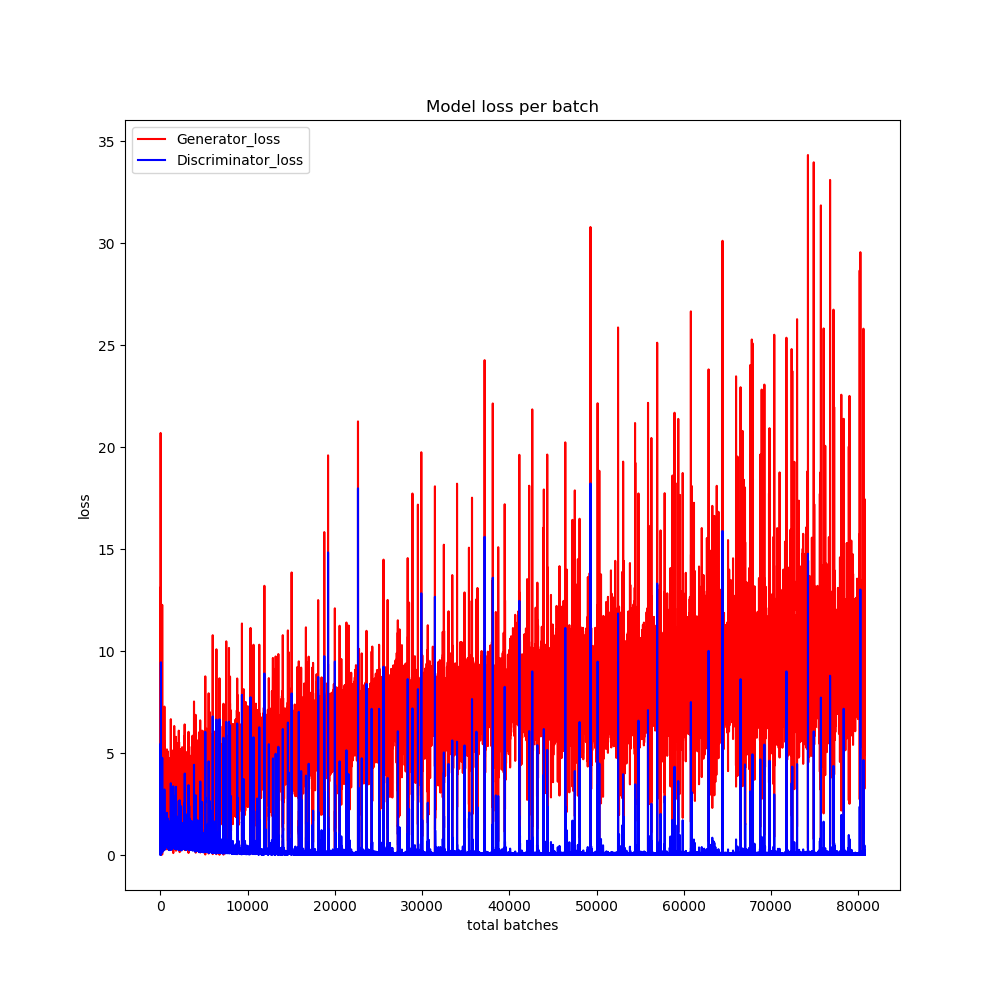 Model loss per batch
Generator_loss
Discriminator_loss
35
30
25
20
15
10
5
0
loss
0 10000 20000 30000 40000 50000 60000 70000 80000
total batches